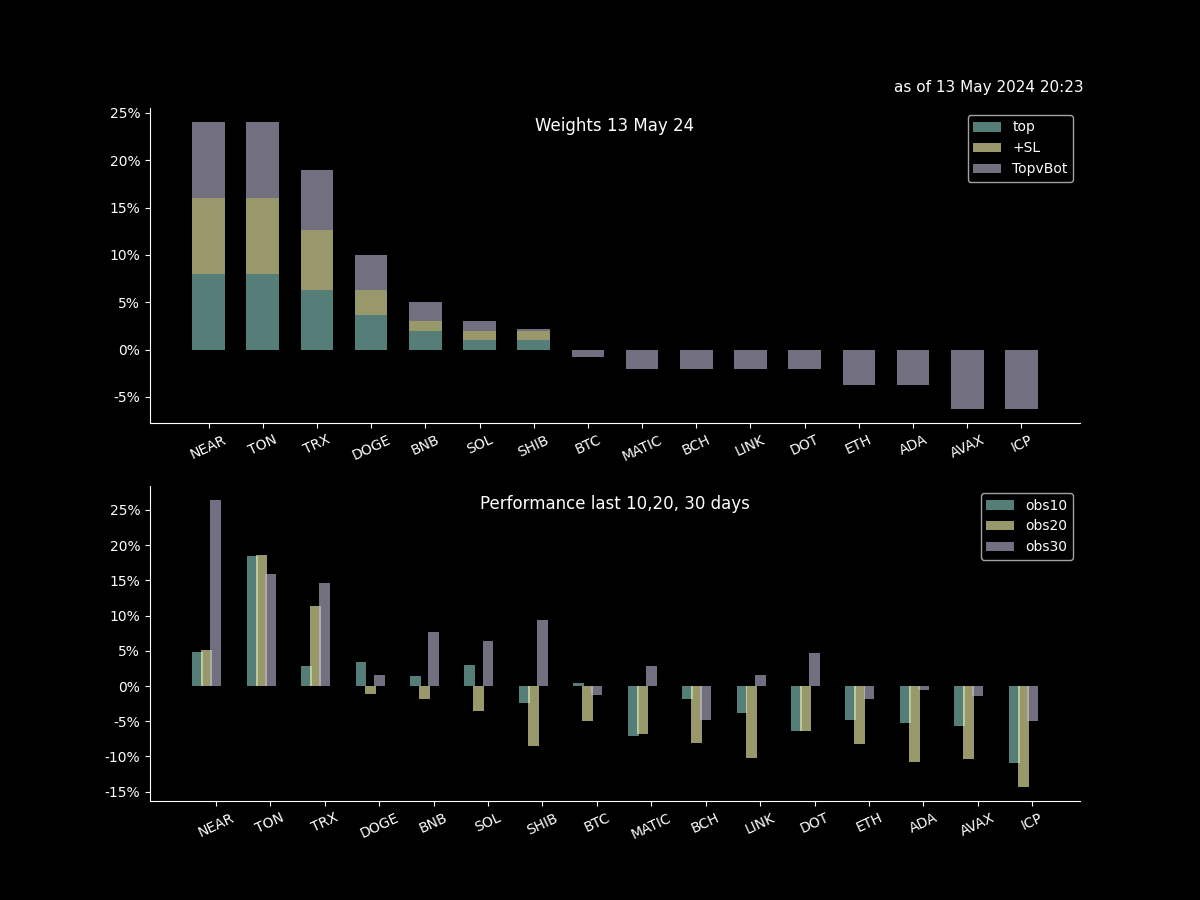 as of 13 May 2024 20:23
Weights 13 May 24
top
+SL
TopvBot
25%
20%
15%
10%
5%
0%
-5%
NEAR TON TRX DOGE BNB SOL SHIB BTC MATIC BCH LINK DOT ETH ADA AVAX ICP
Performance last 10,20, 30 days
obs10
obs20
obs30
25%
20%
15%
10%
5%
0%
-5%
-10%
-15%
NEAR TON TRX DOGE BNB SOL SHIB BTC MATIC BCH LINK DOT ETH ADA AVAX ICP